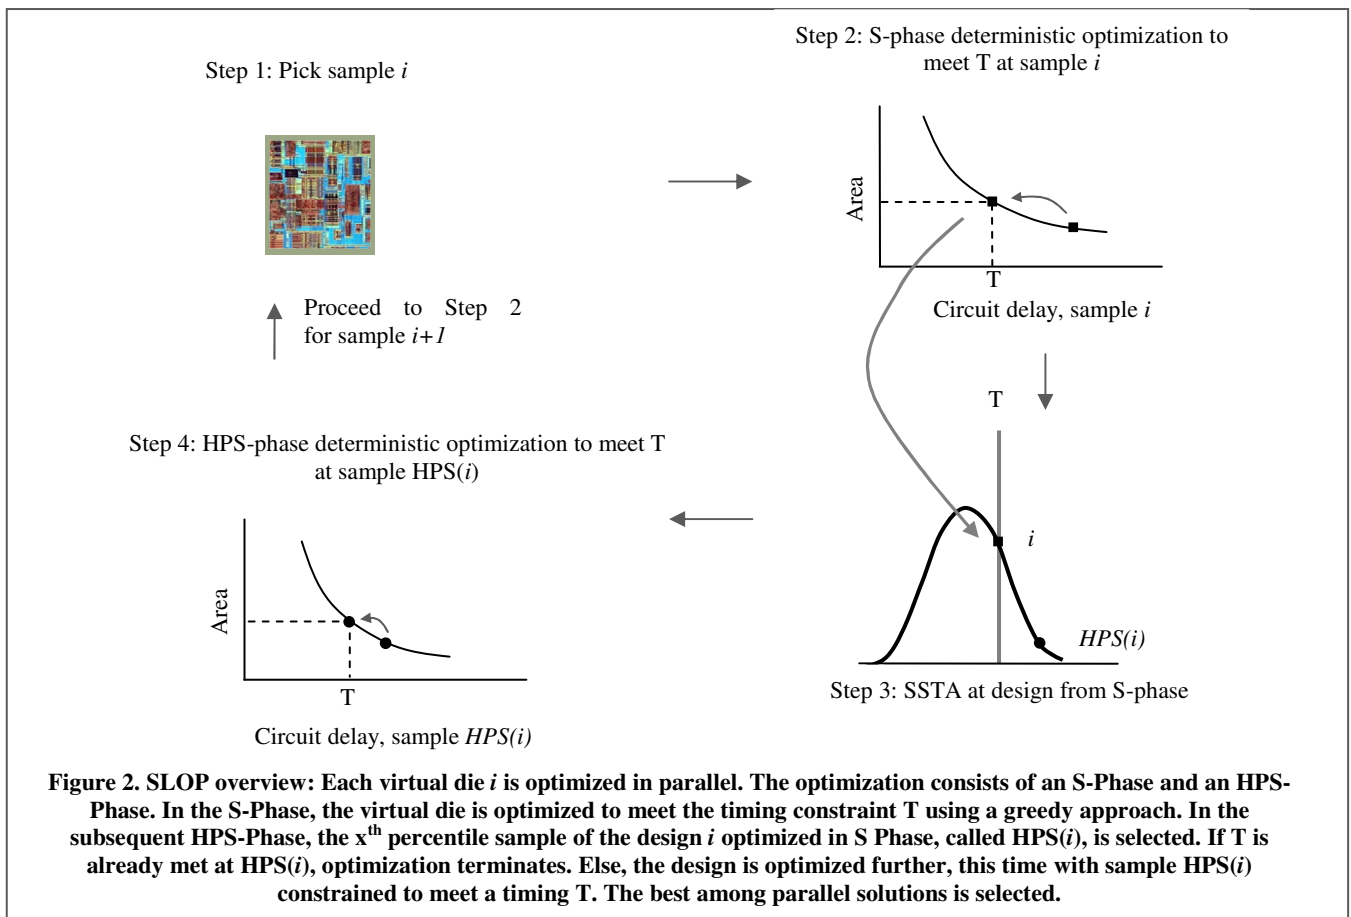 Step 1: Pick sample i
Step 2: S-phase deterministic optimization to
meet T at sample i
Area
T
Circuit delay, sample i
Proceed to Step 2
for sample i+1
T
i
HPS(i)
Step 3: SSTA at design from S-phase
Step 4: HPS-phase deterministic optimization to meet T
at sample HPS(i)
Area
T
Circuit delay, sample HPS(i)
Figure 2. SLOP overview: Each virtual die i is optimized in parallel. The optimization consists of an S-Phase and an HPS-
Phase. In the S-Phase, the virtual die is optimized to meet the timing constraint T using a greedy approach. In the
subsequent HPS-Phase, the xth percentile sample of the design i optimized in S Phase, called HPS(i), is selected. If T is
already met at HPS(i), optimization terminates. Else, the design is optimized further, this time with sample HPS(i)
constrained to meet a timing T. The best among parallel solutions is selected.